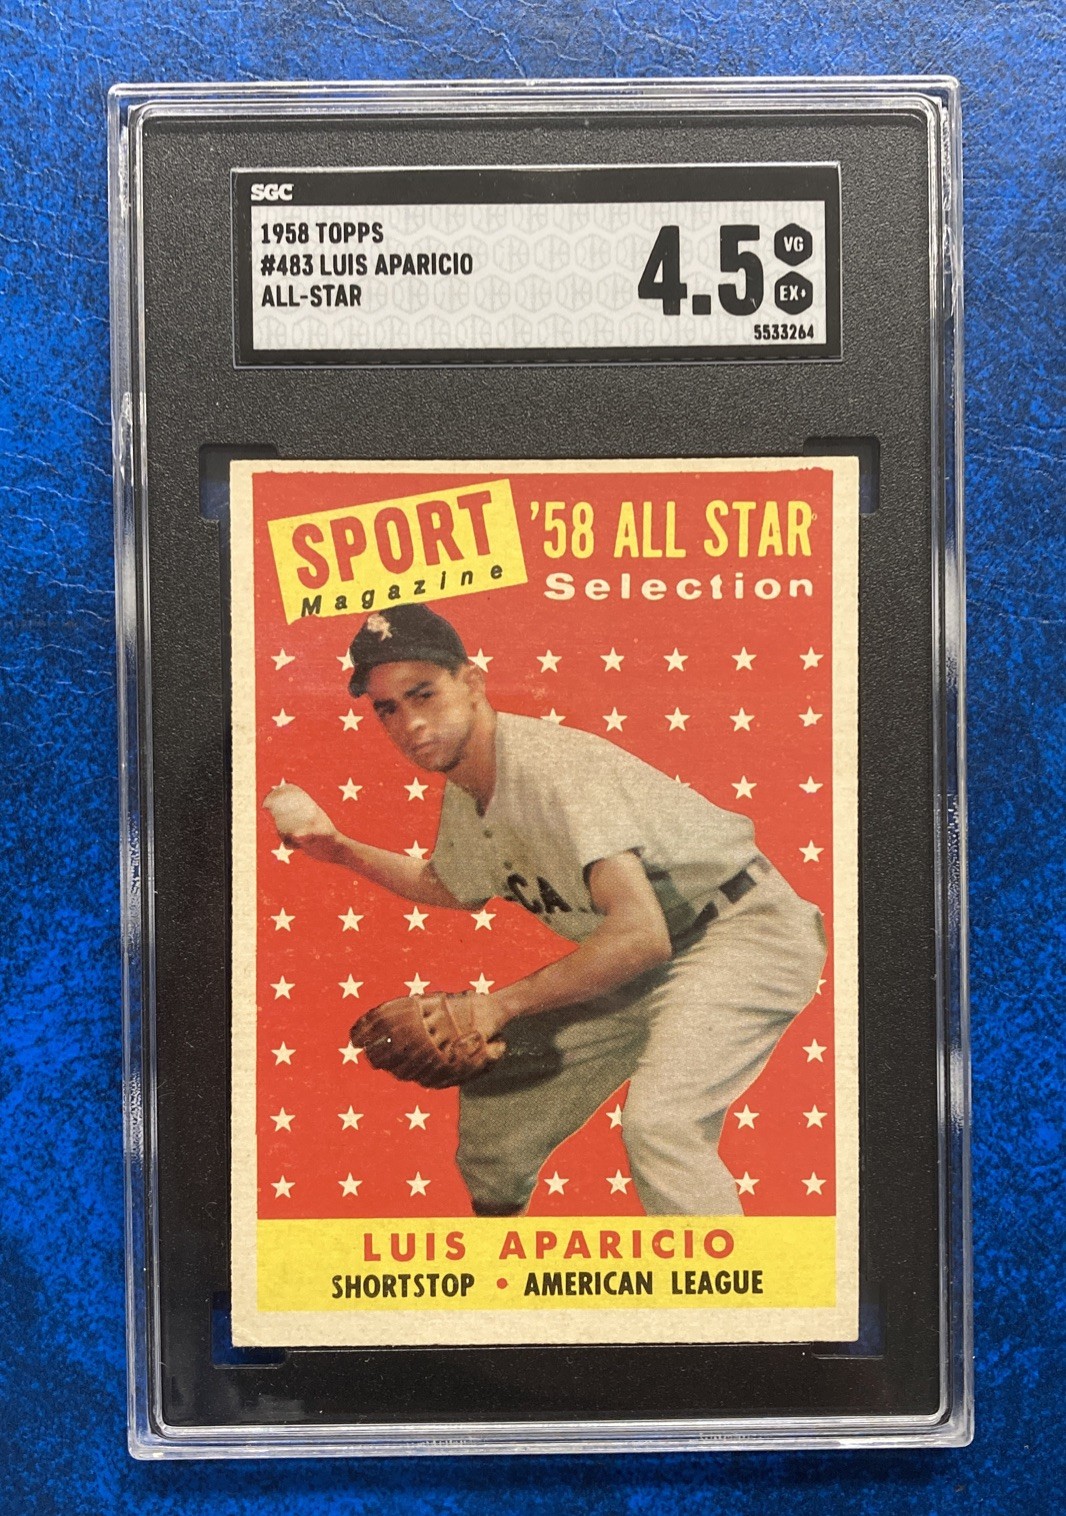 SGC
1958 TOPPS
#483 LUIS APARICIO
ALL-STAR
4.5
VG
EX+
5533264
SPORT
Magazine
'58 ALL STAR
Selection
CA
LUIS APARICIO
SHORTSTOP • AMERICAN LEAGUE